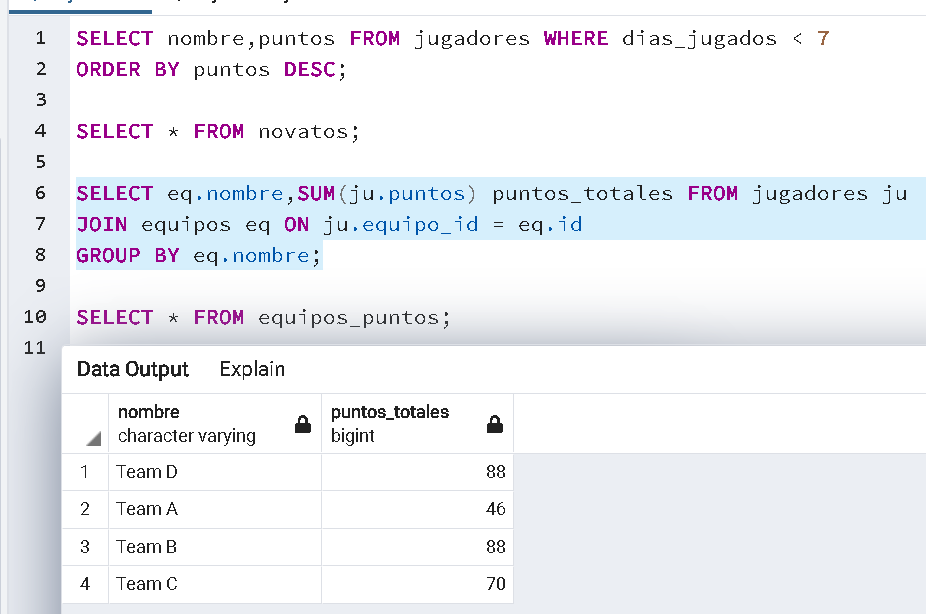 1 SELECT nombre,puntos FROM jugadores WHERE dias_jugados < 7
2 ORDER BY puntos DESC;
3
4 SELECT * FROM novatos;
5
6 SELECT eq.nombre,SUM(ju.puntos) puntos_totales FROM jugadores ju
7 JOIN equipos eq ON ju.equipo_id = eq.id
8 GROUP BY eq.nombre;
9
10 SELECT * FROM equipos_puntos;
11
Data Output Explain
nombre puntos_totales
character varying bigint
1 Team D 88
2 Team A 46
3 Team B 88
4 Team C 70